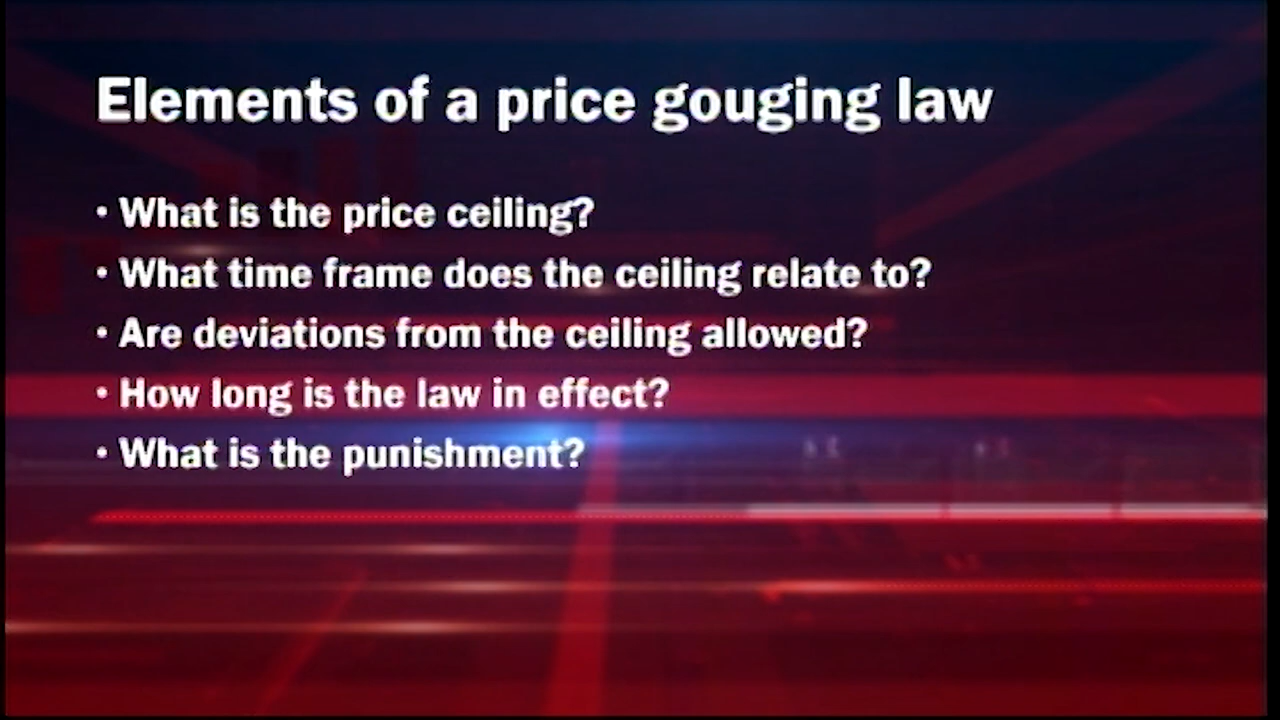 Elements of a price gouging law
• What is the price ceiling?
• What time frame does the ceiling relate to?
• Are deviations from the ceiling allowed?
• How long is the law in effect?
• What is the punishment?